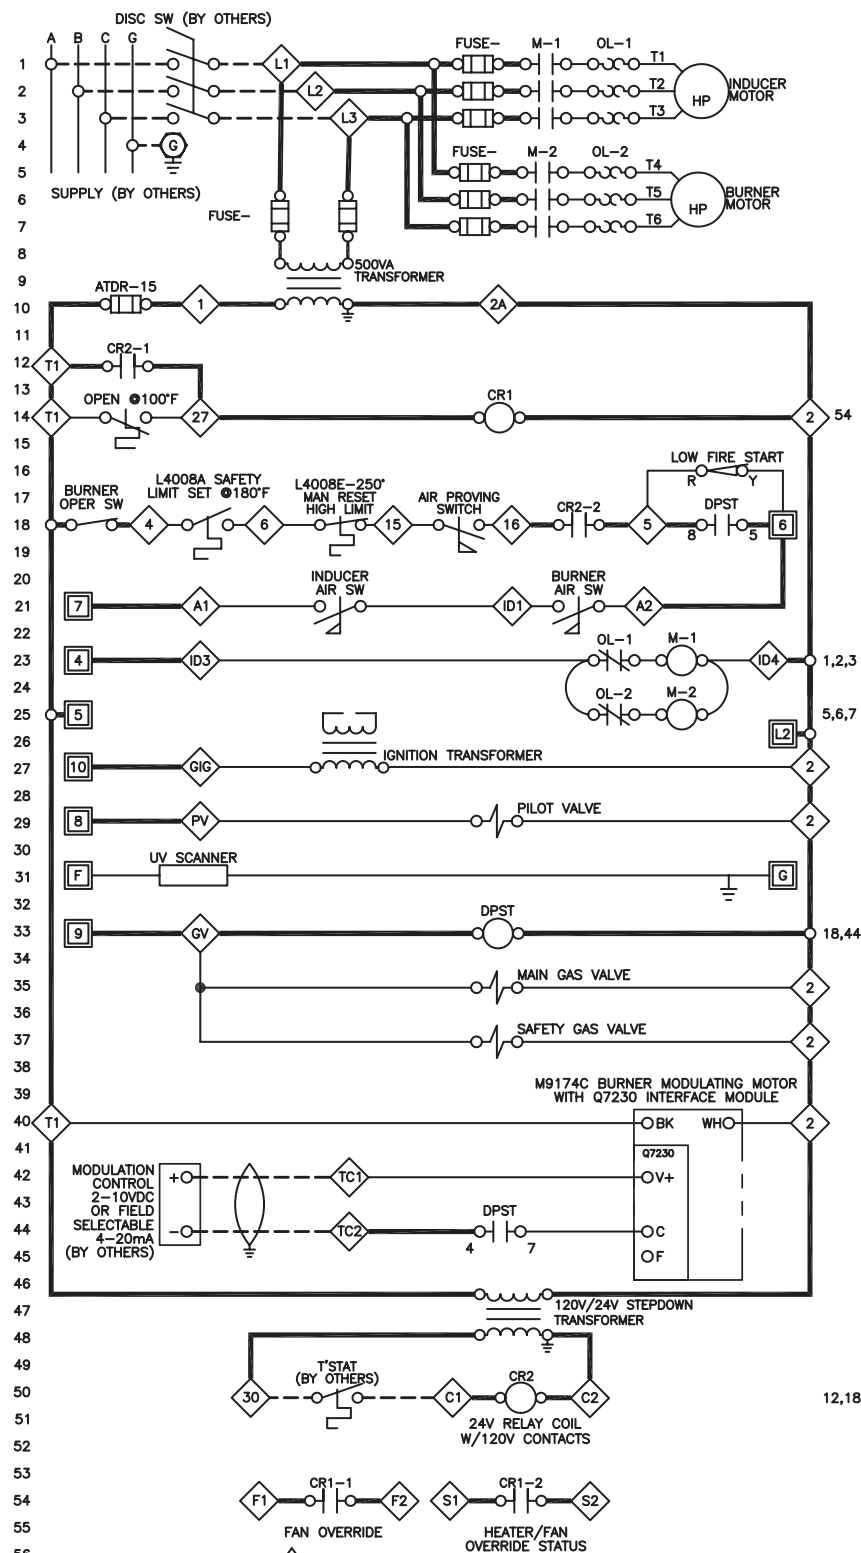 DISC SW (BY OTHERS)
A B C G
FUSE- M-1 OL-1
1 L1 T1
2 L2 T2 HP INDUCER MOTOR
3 L3 T3
4 G
FUSE- M-2 OL-2
5 T4
SUPPLY (BY OTHERS)
6 T5 HP BURNER MOTOR
FUSE-
7 T6
8
500VA
TRANSFORMER
9
ATDR-15
10 1 2A
11
CR2-1
12 T1
13
OPEN @100°F CR1
14 T1 27 2 54
15
LOW FIRE START
16 R Y
BURNER
OPER SW
L4008A SAFETY
LIMIT SET @180°F
L4008E-250°
MAN RESET
HIGH LIMIT
AIR PROVING
SWITCH
CR2-2
DPST
17
18 4 6 15 16 5 8 5 6
19
20
INDUCER
AIR SW
BURNER
AIR SW
21 7 A1 ID1 A2
22
OL-1 M-1
23 4 ID3 ID4 1,2,3
24
OL-2 M-2
25 5 5,6,7
26 L2
IGNITION TRANSFORMER
27 10 GIG 2
28
PILOT VALVE
29 8 PV 2
30
UV SCANNER
31 F G
32
DPST
33 9 GV 18,44
34
MAIN GAS VALVE
35 2
36
SAFETY GAS VALVE
37 2
38
M9174C BURNER MODULATING MOTOR
WITH Q7230 INTERFACE MODULE
39
40 T1 BK WH 2
41
Q7230
MODULATION
CONTROL
2-10VDC
OR FIELD
SELECTABLE
4-20mA
(BY OTHERS)
42 + TC1 V+
43
DPST
44 - TC2 4 7 C
45 F
46
120V/24V STEPDOWN
TRANSFORMER
47
48
49
T'STAT
(BY OTHERS)
CR2
50 30 C1 C2 12,18
24V RELAY COIL
W/120V CONTACTS
51
52
53
CR1-1 CR1-2
54 F1 F2 S1 S2
55
FAN OVERRIDE
HEATER/FAN
OVERRIDE STATUS
56